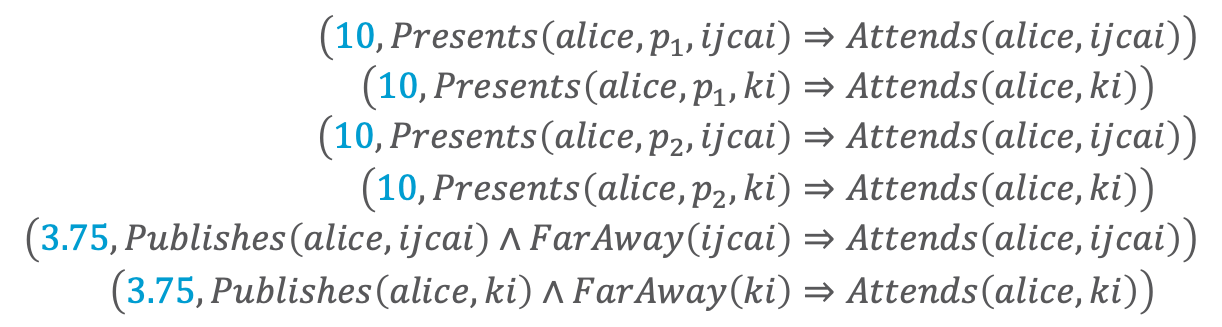 (10, Presents(alice, p₁, ijcai) ⇒ Attends(alice, ijcai))
(10, Presents(alice, p₁, ki) ⇒ Attends(alice, ki))
(10, Presents(alice, p₂, ijcai) ⇒ Attends(alice, ijcai))
(10, Presents(alice, p₂, ki) ⇒ Attends(alice, ki))
(3.75, Publishes(alice, ijcai) ∧ FarAway(ijcai) ⇒ Attends(alice, ijcai))
(3.75, Publishes(alice, ki) ∧ FarAway(ki) ⇒ Attends(alice, ki))